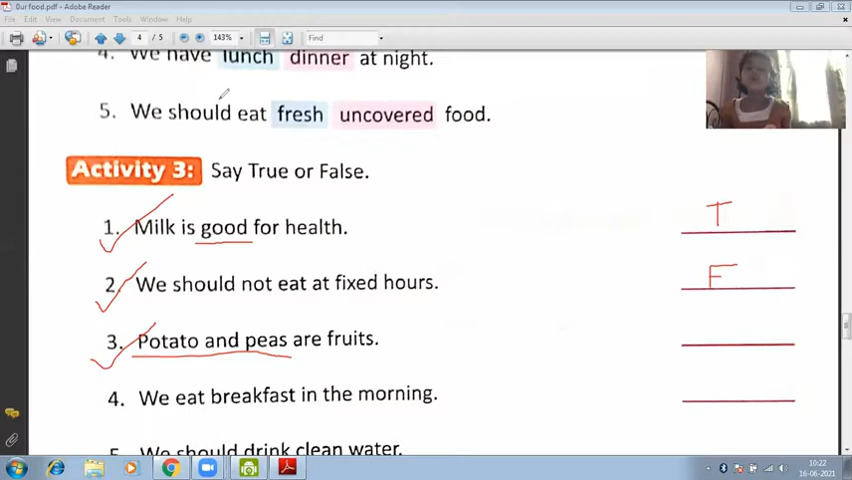 0ur food.pdf - Adobe Reader
File Edit View Document Tools Window Help
4 / 5 143% Find
4. We have lunch dinner at night.
5. We should eat fresh uncovered food.
Activity 3: Say True or False.
1. Milk is good for health. T
2. We should not eat at fixed hours. F
3. Potato and peas are fruits.
4. We eat breakfast in the morning.
5. We should drink clean water.
10:22
16-06-2021